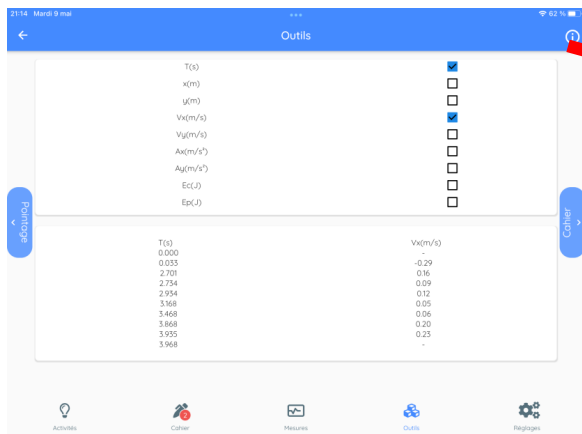 21:14 Mardi 9 mai 62 %
Outils
T(s)
x(m)
y(m)
Vx(m/s)
Vy(m/s)
Ax(m/s²)
Ay(m/s²)
Ec(J)
Ep(J)
Pointage
Cahier
T(s) Vx(m/s)
0.000 -
0.033 -0.29
2.701 0.16
2.734 0.09
2.934 0.12
3.168 0.05
3.468 0.06
3.868 0.20
3.935 0.23
3.968 -
2
Activités Cahier Mesures Outils Réglages